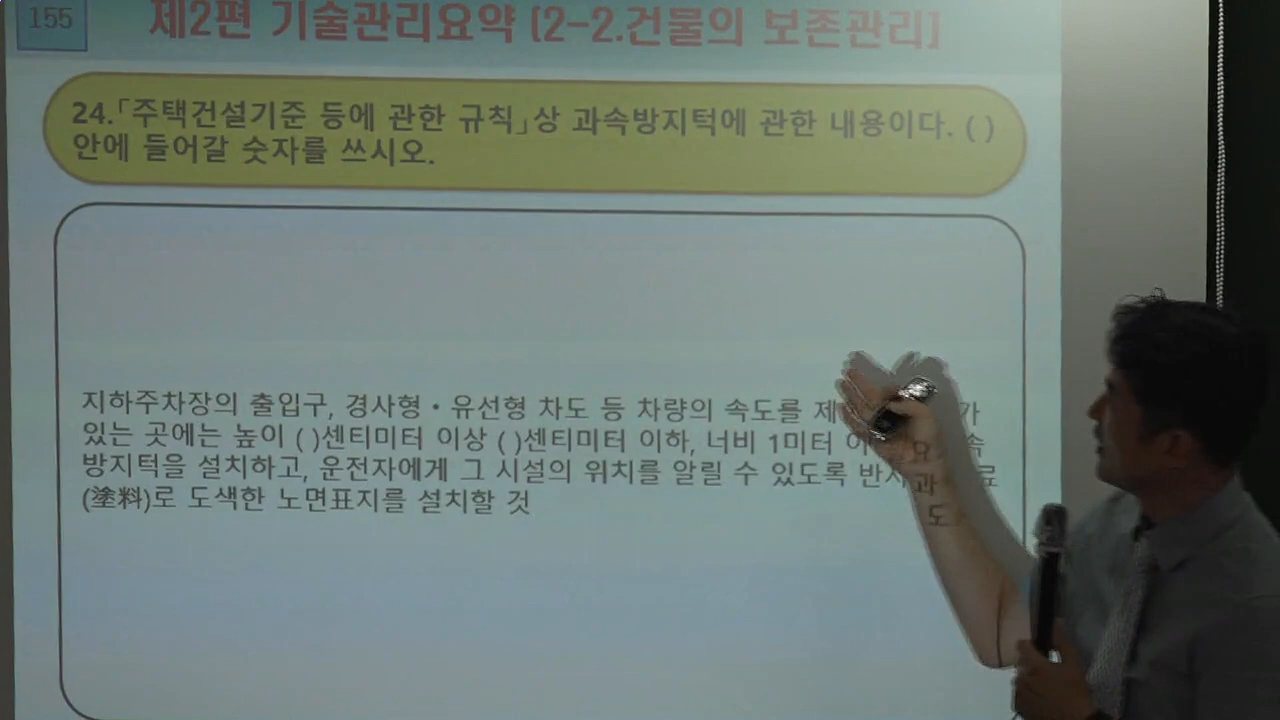 155
제2편 기술관리요약 [2-2.건물의 보존관리]
24.「주택건설기준 등에 관한 규칙」상 과속방지턱에 관한 내용이다. ( )
안에 들어갈 숫자를 쓰시오.
지하주차장의 출입구, 경사형·유선형 차도 등 차량의 속도를
있는 곳에는 높이 ( )센티미터 이상 ( )센티미터 이하, 너비 1미터
방지턱을 설치하고, 운전자에게 그 시설의 위치를 알릴 수 있도록
(塗料)로 도색한 노면표지를 설치할 것